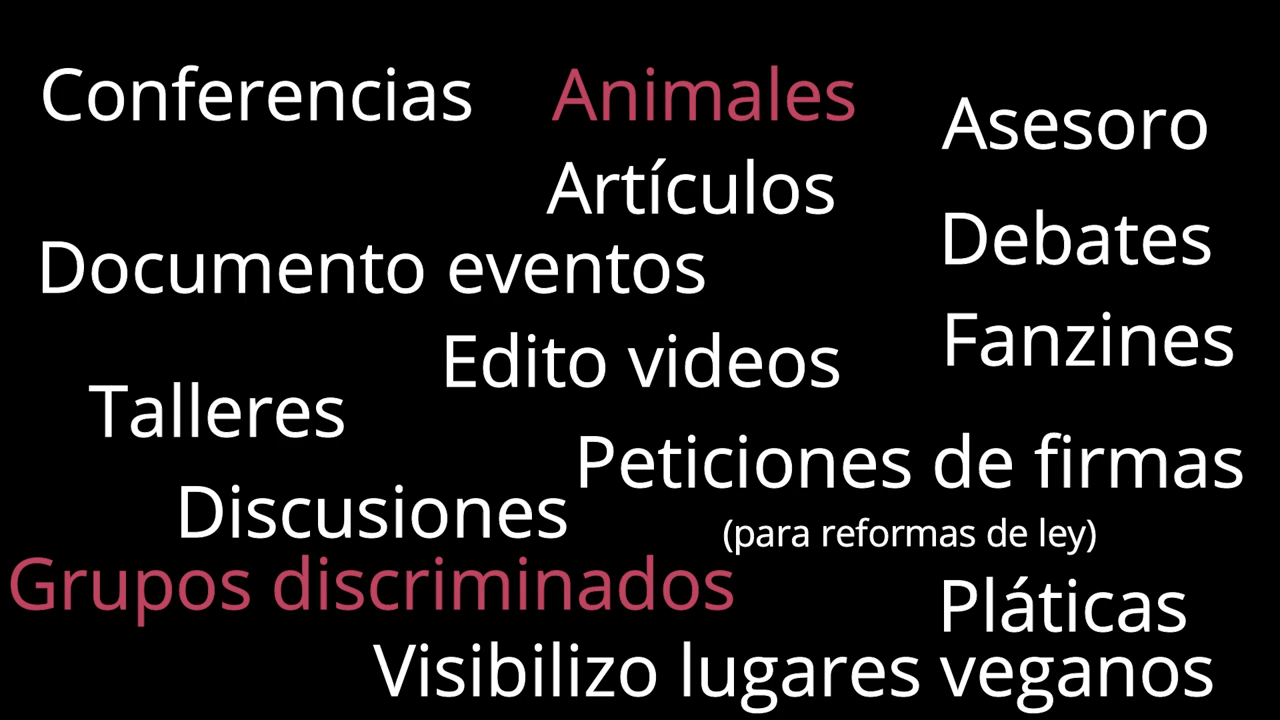 Conferencias
Animales
Asesoro
Artículos
Debates
Documento eventos
Fanzines
Edito videos
Talleres
Peticiones de firmas
(para reformas de ley)
Discusiones
Grupos discriminados
Pláticas
Visibilizo lugares veganos